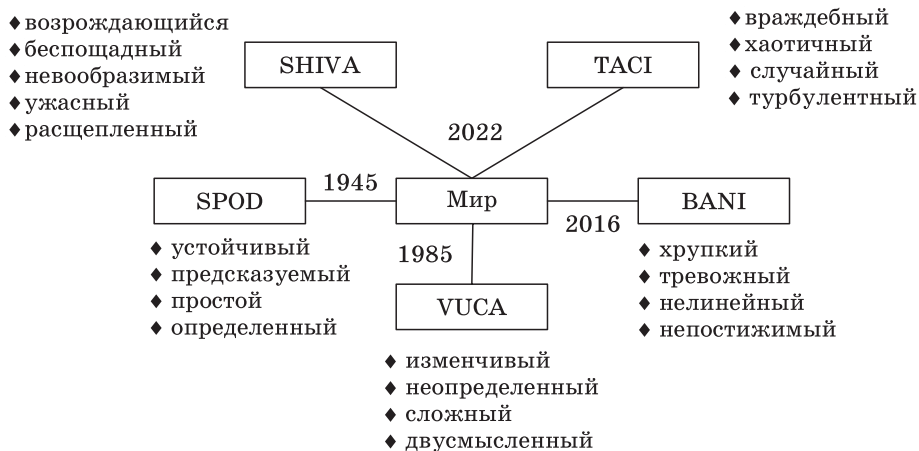 ♦возрождающийся
♦беспощадный
♦невообразимый
♦ужасный
♦расщепленный
SHIVA
TACI
♦враждебный
♦хаотичный
♦ случайный
♦ турбулентный
2022
SPOD
1945
Мир
2016
BANI
♦ устойчивый
♦ предсказуемый
♦ простой
♦ определенный
1985
VUCA
♦ хрупкий
♦ тревожный
♦ нелинейный
♦ непостижимый
♦ изменчивый
♦ неопределенный
♦ сложный
♦ двусмысленный